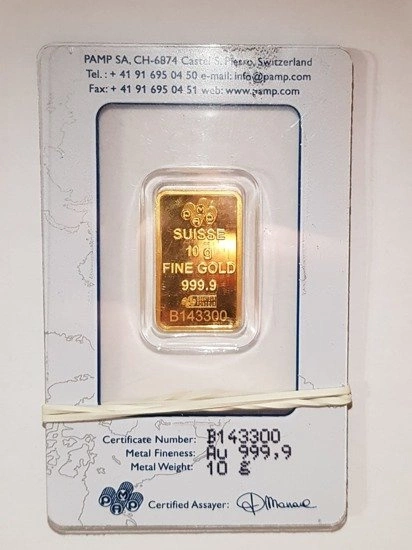 PAMP SA, CH-6874 Castel S. Pietro, Switzerland
Tel.: + 41 91 695 04 50 e-mail: info@pamp.com
Fax: + 41 91 695 04 51 web: www.pamp.com
PAMP
SUISSE
10 g
FINE GOLD
999.9
B143300
Certificate Number: B143300
Metal Fineness: Au 999,9
Metal Weight: 10 g
PAMP
Certified Assayer: